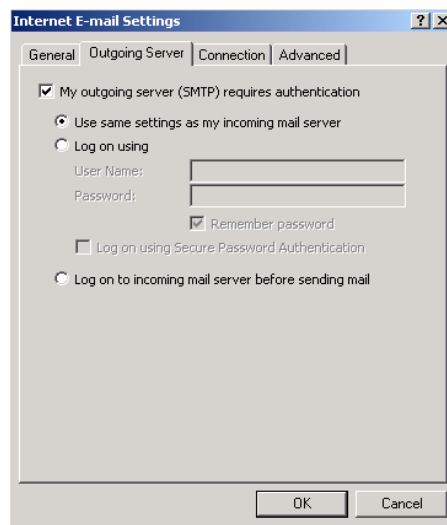 Internet E-mail Settings
General Outgoing Server Connection Advanced
My outgoing server (SMTP) requires authentication
Use same settings as my incoming mail server
Log on using
User Name:
Password:
Remember password
Log on using Secure Password Authentication
Log on to incoming mail server before sending mail
OK Cancel